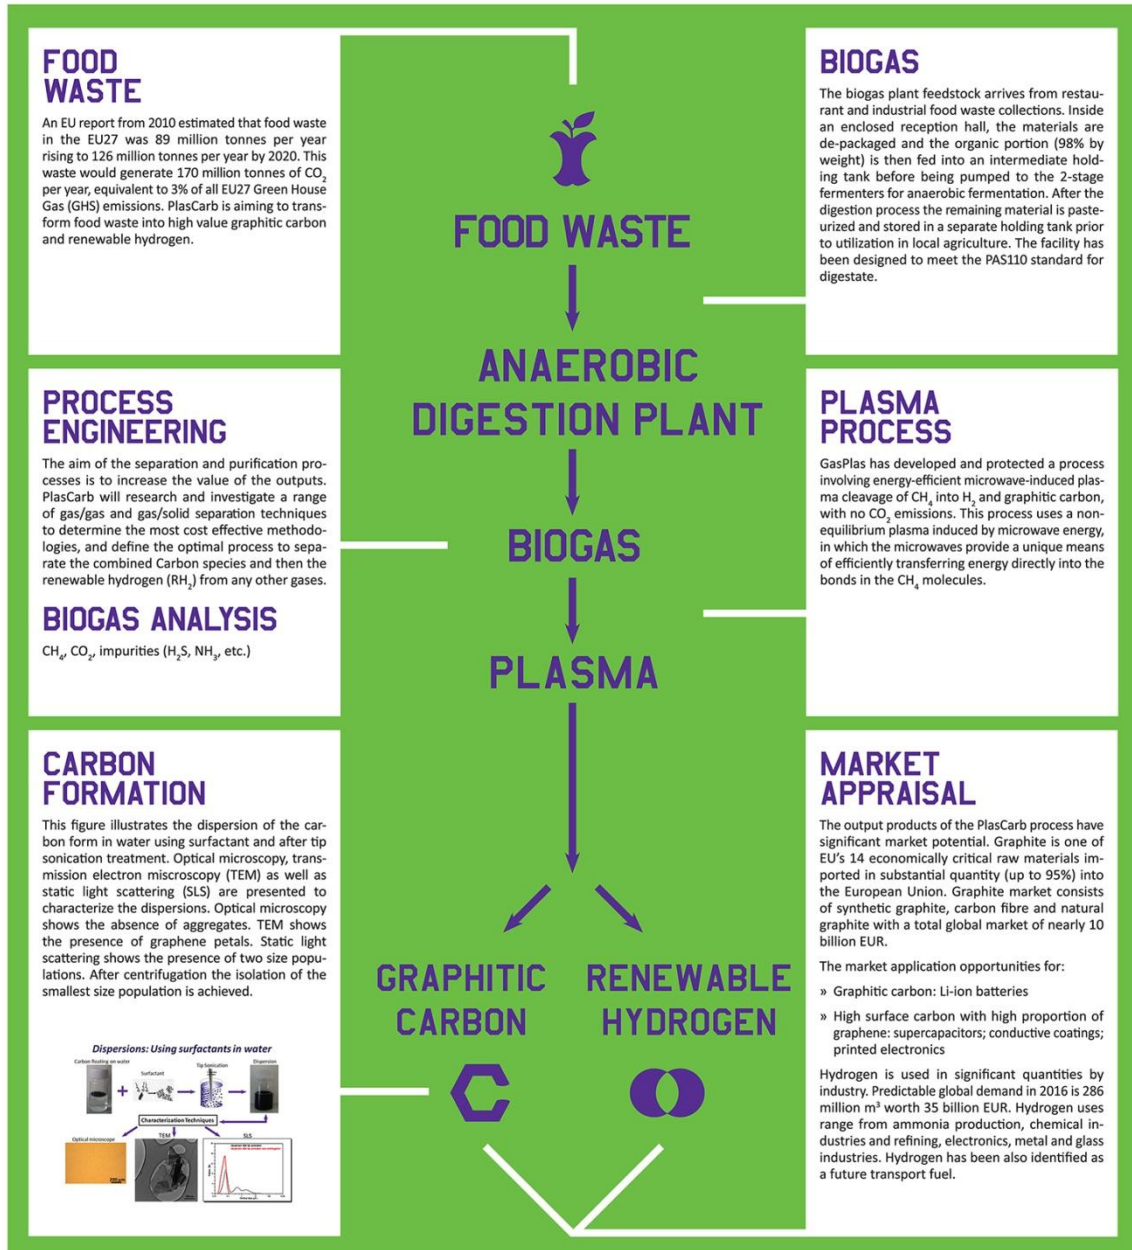 FOOD
WASTE
An EU report from 2010 estimated that food waste
in the EU27 was 89 million tonnes per year
rising to 126 million tonnes per year by 2020. This
waste would generate 170 million tonnes of CO₂
per year, equivalent to 3% of all EU27 Green House
Gas (GHS) emissions. PlasCarb is aiming to trans-
form food waste into high value graphitic carbon
and renewable hydrogen.
PROCESS
ENGINEERING
The aim of the separation and purification pro-
cesses is to increase the value of the outputs.
PlasCarb will research and investigate a range
of gas/gas and gas/solid separation techniques
to determine the most cost effective methodo-
logies, and define the optimal process to sepa-
rate the combined Carbon species and then the
renewable hydrogen (RH₂) from any other gases.
BIOGAS ANALYSIS
CH₄, CO₂, impurities (H₂S, NH₃, etc.)
CARBON
FORMATION
This figure illustrates the dispersion of the car-
bon form in water using surfactant and after tip
sonication treatment. Optical microscopy, trans-
mission electron miscroscopy (TEM) as well as
static light scattering (SLS) are presented to
characterize the dispersions. Optical microscopy
shows the absence of aggregates. TEM shows
the presence of graphene petals. Static light
scattering shows the presence of two size popu-
lations. After centrifugation the isolation of the
smallest size population is achieved.
Dispersions: Using surfactants in water
Carbon floating on water
Surfactant
Tip Sonication
Dispersion
Characterization Techniques
Optical microscope
TEM
SLS
FOOD WASTE
ANAEROBIC
DIGESTION PLANT
BIOGAS
PLASMA
GRAPHITIC
CARBON
RENEWABLE
HYDROGEN
BIOGAS
The biogas plant feedstock arrives from restau-
rant and industrial food waste collections. Inside
an enclosed reception hall, the materials are
de-packaged and the organic portion (98% by
weight) is then fed into an intermediate hold-
ing tank before being pumped to the 2-stage
fermenters for anaerobic fermentation. After the
digestion process the remaining material is paste-
urized and stored in a separate holding tank prior
to utilization in local agriculture. The facility has
been designed to meet the PAS110 standard for
digestate.
PLASMA
PROCESS
GasPlas has developed and protected a process
involving energy-efficient microwave-induced plas-
ma cleavage of CH₄ into H₂ and graphitic carbon,
with no CO₂ emissions. This process uses a non-
equilibrium plasma induced by microwave energy,
in which the microwaves provide a unique means
of efficiently transferring energy directly into the
bonds in the CH₄ molecules.
MARKET
APPRAISAL
The output products of the PlasCarb process have
significant market potential. Graphite is one of
EU's 14 economically critical raw materials im-
ported in substantial quantity (up to 95%) into
the European Union. Graphite market consists
of synthetic graphite, carbon fibre and natural
graphite with a total global market of nearly 10
billion EUR.
The market application opportunities for:
» Graphitic carbon: Li-ion batteries
» High surface carbon with high proportion of
graphene: supercapacitors; conductive coatings;
printed electronics
Hydrogen is used in significant quantities by
industry. Predictable global demand in 2016 is 286
million m³ worth 35 billion EUR. Hydrogen uses
range from ammonia production, chemical in-
dustries and refining, electronics, metal and glass
industries. Hydrogen has been also identified as
a future transport fuel.